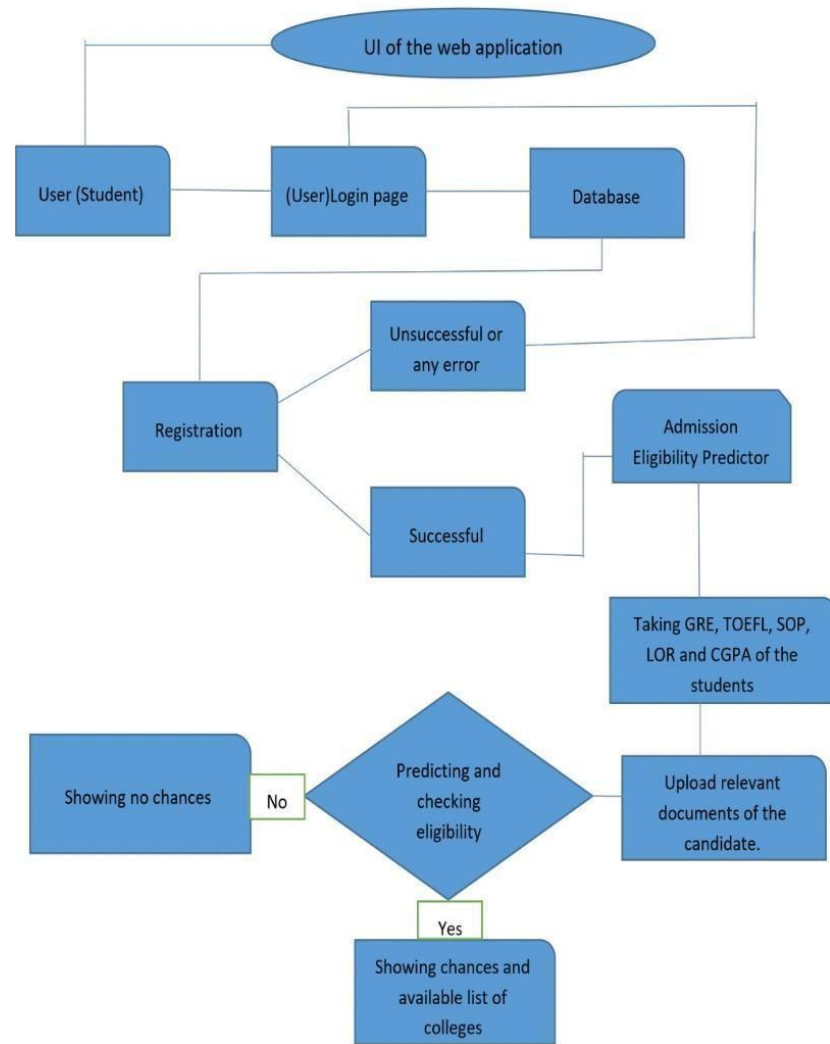 UI of the web application
User (Student)
(User)Login page
Database
Unsuccessful or
any error
Registration
Admission
Eligibility Predictor
Successful
Taking GRE, TOEFL, SOP,
LOR and CGPA of the
students
Upload relevant
documents of the
candidate.
Predicting and
checking
eligibility
No
Showing no chances
Yes
Showing chances and
available list of
colleges